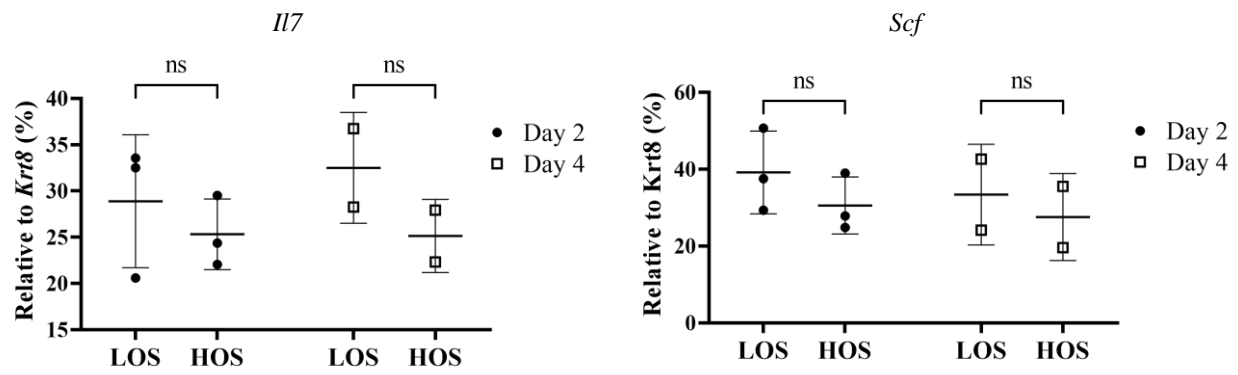 Il7
ns
ns
Relative to Krt8 (%)
40
35
30
25
20
15
LOS HOS LOS HOS
Day 2
Day 4
Scf
ns
ns
Relative to Krt8 (%)
60
40
20
0
LOS HOS LOS HOS
Day 2
Day 4